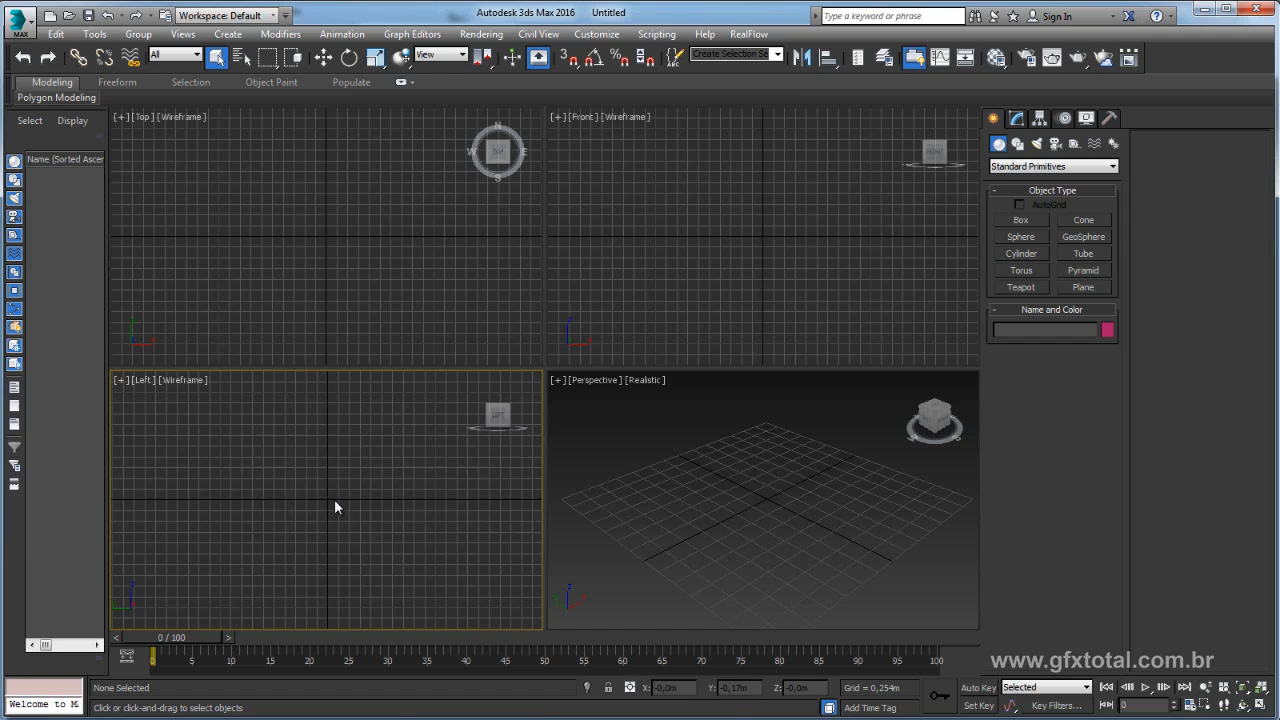 Workspace: Default
Autodesk 3ds Max 2016 Untitled
Type a keyword or phrase
Sign In
MAX
Edit Tools Group Views Create Modifiers Animation Graph Editors Rendering Civil View Customize Scripting Help RealFlow
All
View
Create Selection Se
Modeling Freeform Selection Object Paint Populate
Polygon Modeling
Select Display
Name (Sorted Ascer
[+] [Top] [Wireframe]
N
W TOP E
S
[+] [Front] [Wireframe]
FRONT
Standard Primitives
- Object Type
AutoGrid
Box Cone
Sphere GeoSphere
Cylinder Tube
Torus Pyramid
Teapot Plane
- Name and Color
[+] [Left] [Wireframe]
LEFT
[+] [Perspective] [Realistic]
< 0 / 100 >
0 5 10 15 20 25 30 35 40 45 50 55 60 65 70 75 80 85 90 95 100
www.gfxtotal.com.br
None Selected
X: -0,0m Y: -0,17m Z: -0,0m Grid = 0,254m
Auto Key Selected
Welcome to M
Click or click-and-drag to select objects
Add Time Tag
Set Key Key Filters... 0